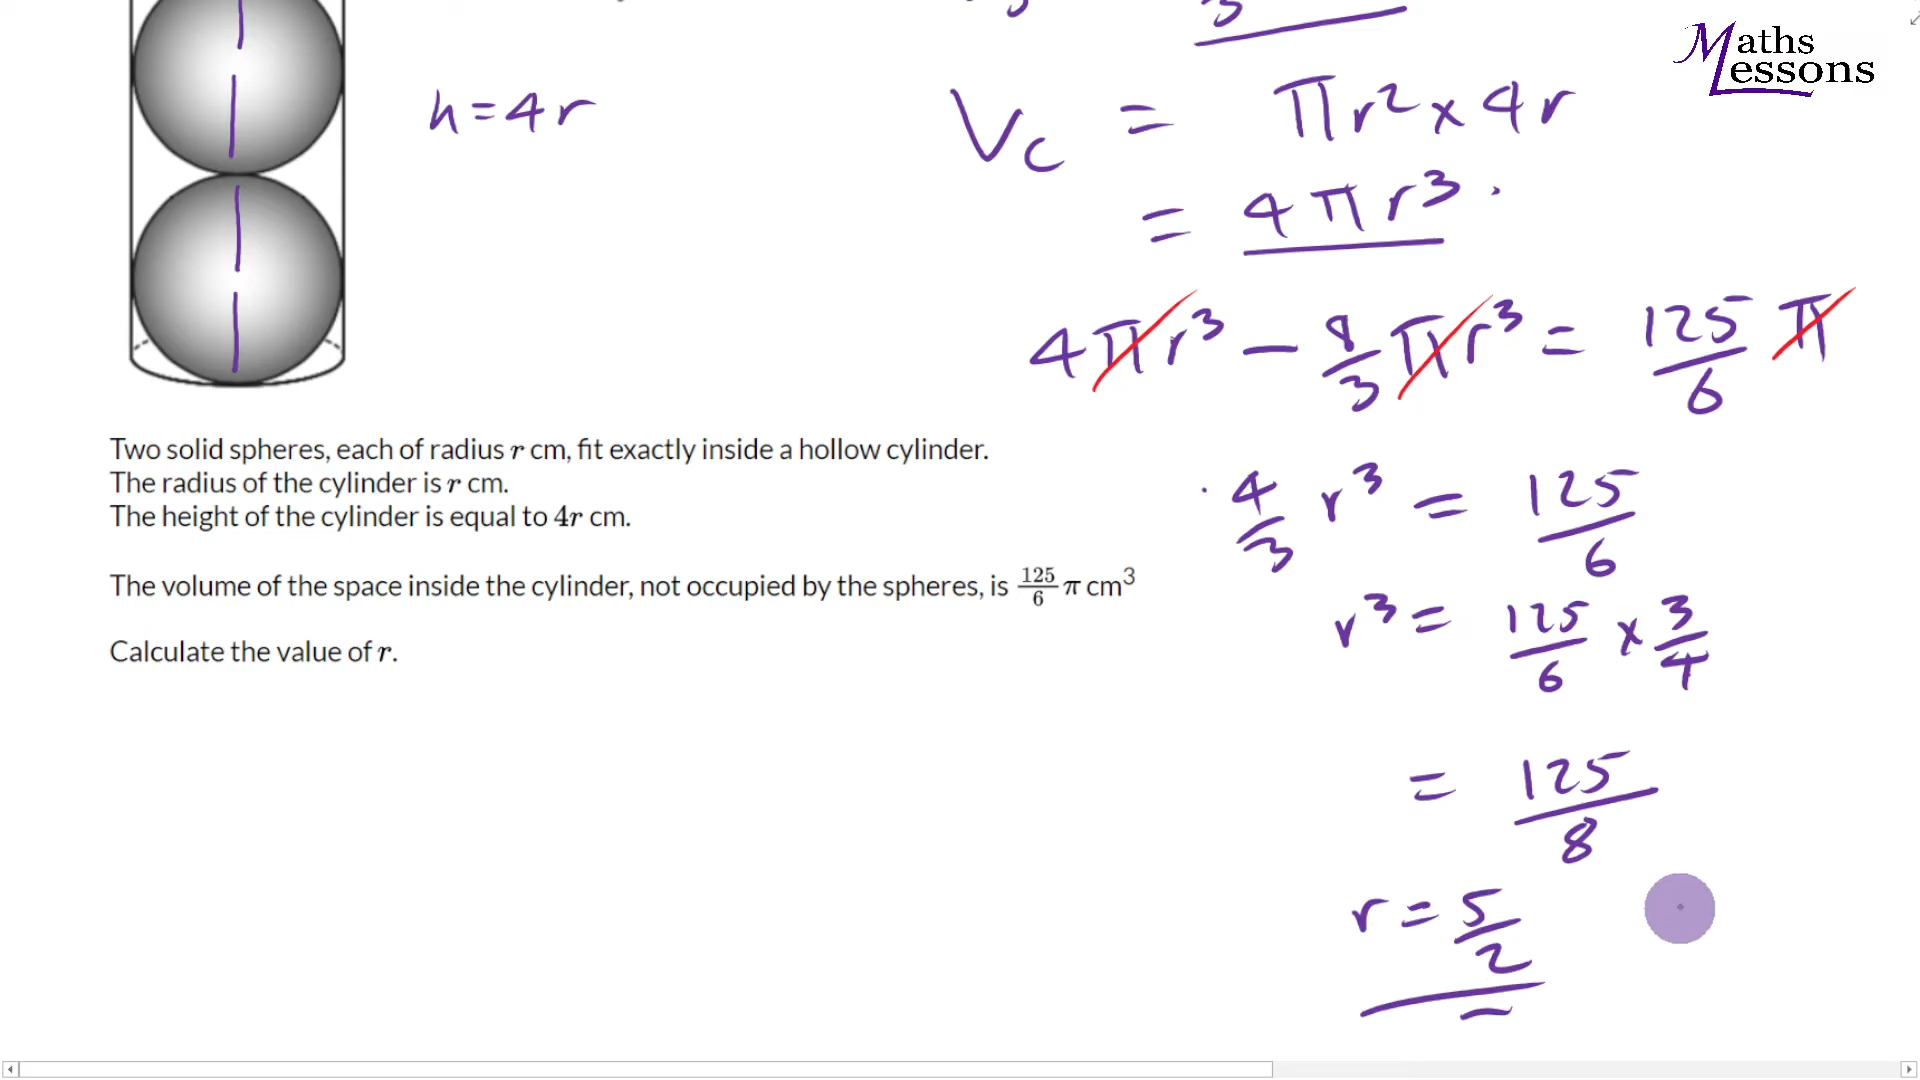 Maths
Lessons
h = 4r
Vc = πr² × 4r
= 4πr³
4πr³ − 8/3 πr³ = 125/6 π
Two solid spheres, each of radius r cm, fit exactly inside a hollow cylinder.
The radius of the cylinder is r cm.
The height of the cylinder is equal to 4r cm.
The volume of the space inside the cylinder, not occupied by the spheres, is 125/6 π cm³
Calculate the value of r.
4/3 r³ = 125/6
r³ = 125/6 × 3/4
= 125/8
r = 5/2